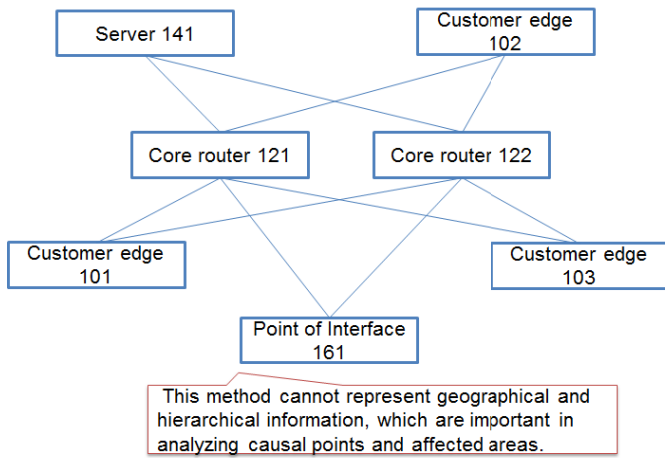 Server 141
Customer edge
102
Core router 121
Core router 122
Customer edge
101
Customer edge
103
Point of Interface
161
This method cannot represent geographical and
hierarchical information, which are important in
analyzing causal points and affected areas.